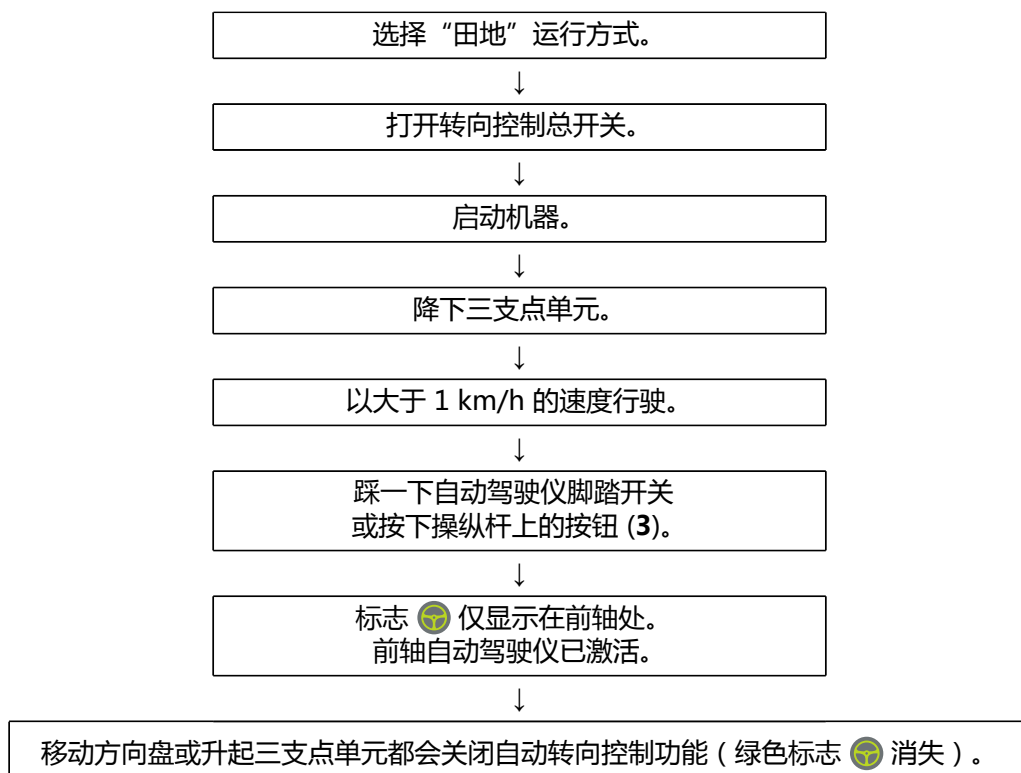 选择“田地”运行方式。
↓
打开转向控制总开关。
↓
启动机器。
↓
降下三支点单元。
↓
以大于 1 km/h 的速度行驶。
↓
踩一下自动驾驶仪脚踏开关
或按下操纵杆上的按钮 (3)。
↓
标志 仅显示在前轴处。
前轴自动驾驶仪已激活。
↓
移动方向盘或升起三支点单元都会关闭自动转向控制功能（绿色标志 消失）。